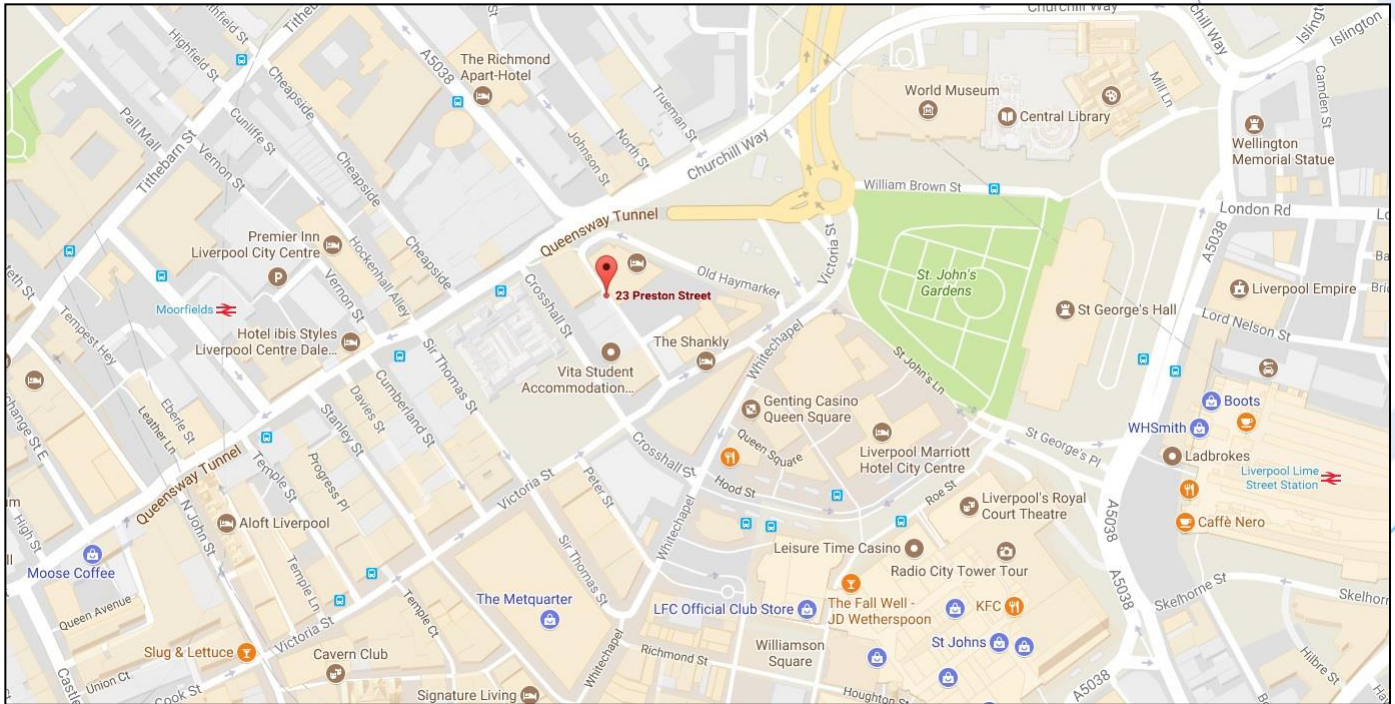 Churchill Way
Tithe
Highfield St
Cheapside
A5038
The Richmond
Apart-Hotel
Trueman St
Islington
Islington
Camden St
Mill Ln
World Museum
Central Library
Wellington
Memorial Statue
Pall Mall
Cunliffe St
Tithebarn St
Vernon St
Cheapside
Johnson St
North St
Churchill Way
William Brown St
London Rd
A5038
Queensway Tunnel
Premier Inn
Liverpool City Centre
Hockenhall Alley
Cheapside
Vernon St
Old Haymarket
Victoria St
St. John's
Gardens
Liverpool Empire
St George's Hall
Lord Nelson St
23 Preston Street
Crosshall St
Moorfields
Tempest Hey
Hotel ibis Styles
Liverpool Centre Dale...
Sir Thomas St
The Shankly
Vita Student
Accommodation...
Whitechapel
St John's Ln
Genting Casino
Queen Square
Queen Square
Boots
WHSmith
Ladbrokes
Liverpool Lime
Street Station
Cumberland St
Davies St
Stanley St
Eberle St
Leather Ln
Progress Pl
Temple St
Queensway Tunnel
Victoria St
Crosshall St
Peter St
Hood St
Liverpool Marriott
Hotel City Centre
St George's Pl
Roe St
Liverpool's Royal
Court Theatre
A5038
Caffè Nero
N John St
Aloft Liverpool
High St
Moose Coffee
Sir Thomas St
Whitechapel
Leisure Time Casino
Radio City Tower Tour
A5038
Skelhorne St
Queen Avenue
Temple Ln
Temple Ct
The Metquarter
LFC Official Club Store
The Fall Well -
JD Wetherspoon
KFC
St Johns
Slug & Lettuce
Victoria St
Cavern Club
Williamson
Square
Richmond St
Whitechapel
Hilbre St
Union Ct
Cook St
Castle
Signature Living
Houghton St
A5038